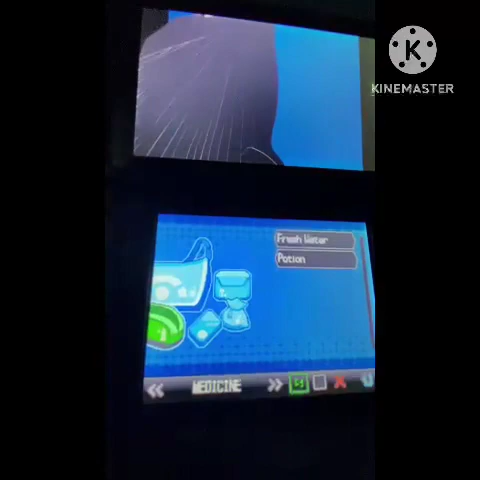 K
KINEMASTER
Fresh Water
Potion
MEDICINE